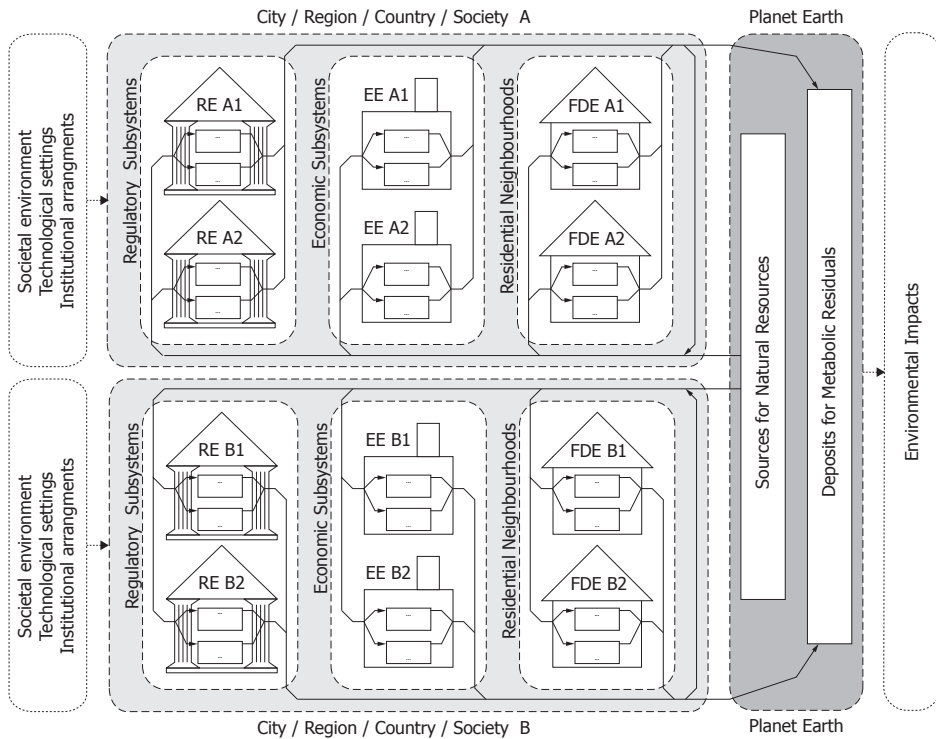 City / Region / Country / Society A
Planet Earth
Societal environment
Technological settings
Institutional arrangments
Regulatory Subsystems
RE A1
...
...
RE A2
...
...
Economic Subsystems
EE A1
...
...
EE A2
...
...
Residential Neighbourhoods
FDE A1
...
...
FDE A2
...
...
Societal environment
Technological settings
Institutional arrangments
Regulatory Subsystems
RE B1
...
...
RE B2
...
...
Economic Subsystems
EE B1
...
...
EE B2
...
...
Residential Neighbourhoods
FDE B1
...
...
FDE B2
...
...
Sources for Natural Resources
Deposits for Metabolic Residuals
Environmental Impacts
City / Region / Country / Society B
Planet Earth